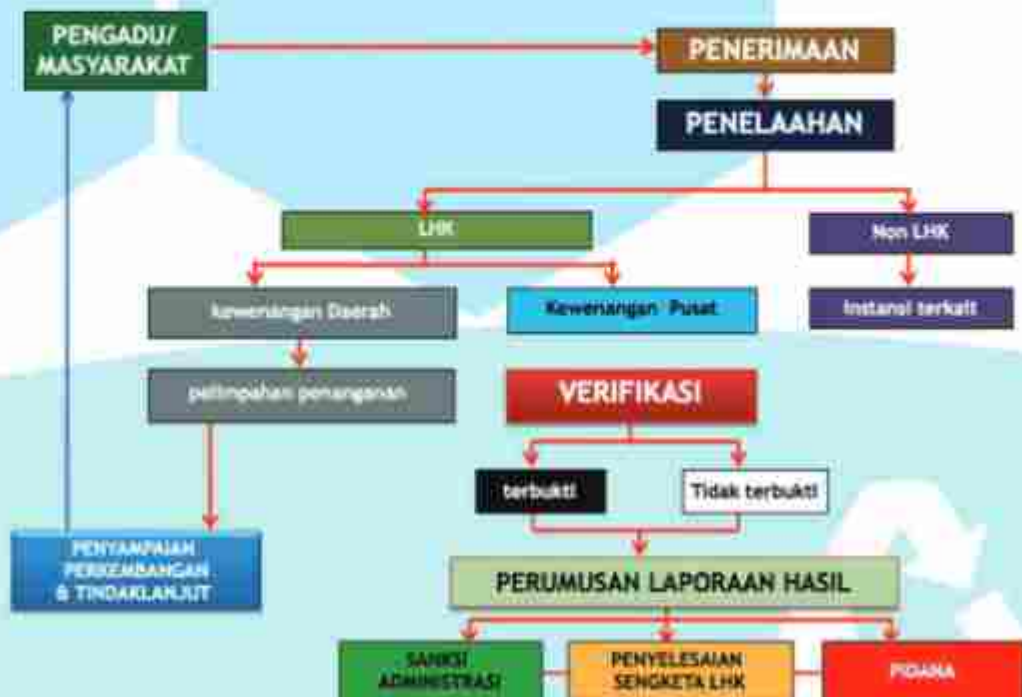 PENGADU/
MASYARAKAT
PENERIMAAN
PENELAAHAN
LHK
Non LHK
kewenangan Daerah
Kewenangan Pusat
Instansi terkait
pelimpahan penanganan
VERIFIKASI
terbukti
Tidak terbukti
PENYAMPAIAN
PERKEMBANGAN
& TINDAKLANJUT
PERUMUSAN LAPORAAN HASIL
SANKSI
ADMINISTRASI
PENYELESAIAN
SENGKETA LHK
PIDANA